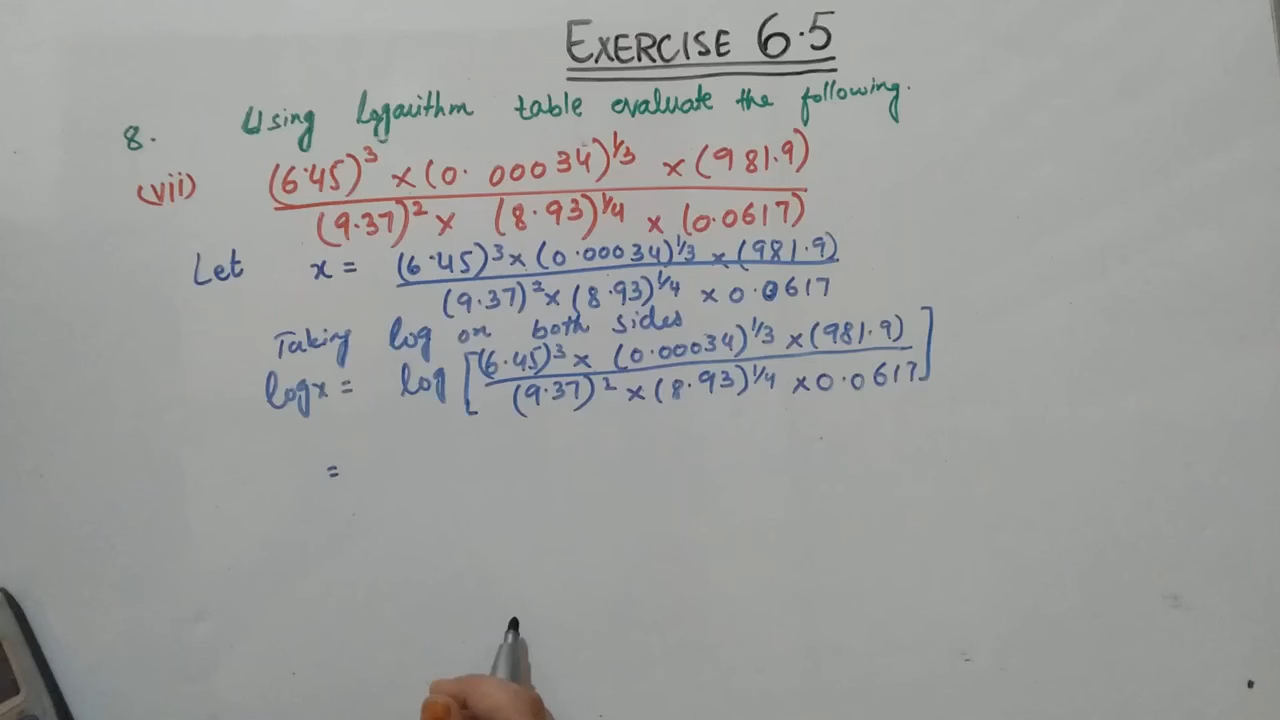 EXERCISE 6.5
8. Using Logarithm table evaluate the following.
(vii) (6.45)³ × (0.00034)^1/3 × (981.9)
(9.37)² × (8.93)^1/4 × (0.0617)
Let x = (6.45)³ × (0.00034)^1/3 × (981.9)
(9.37)² × (8.93)^1/4 × 0.0617
Taking log on both sides
log x = log [(6.45)³ × (0.00034)^1/3 × (981.9)
(9.37)² × (8.93)^1/4 × 0.0617]
=